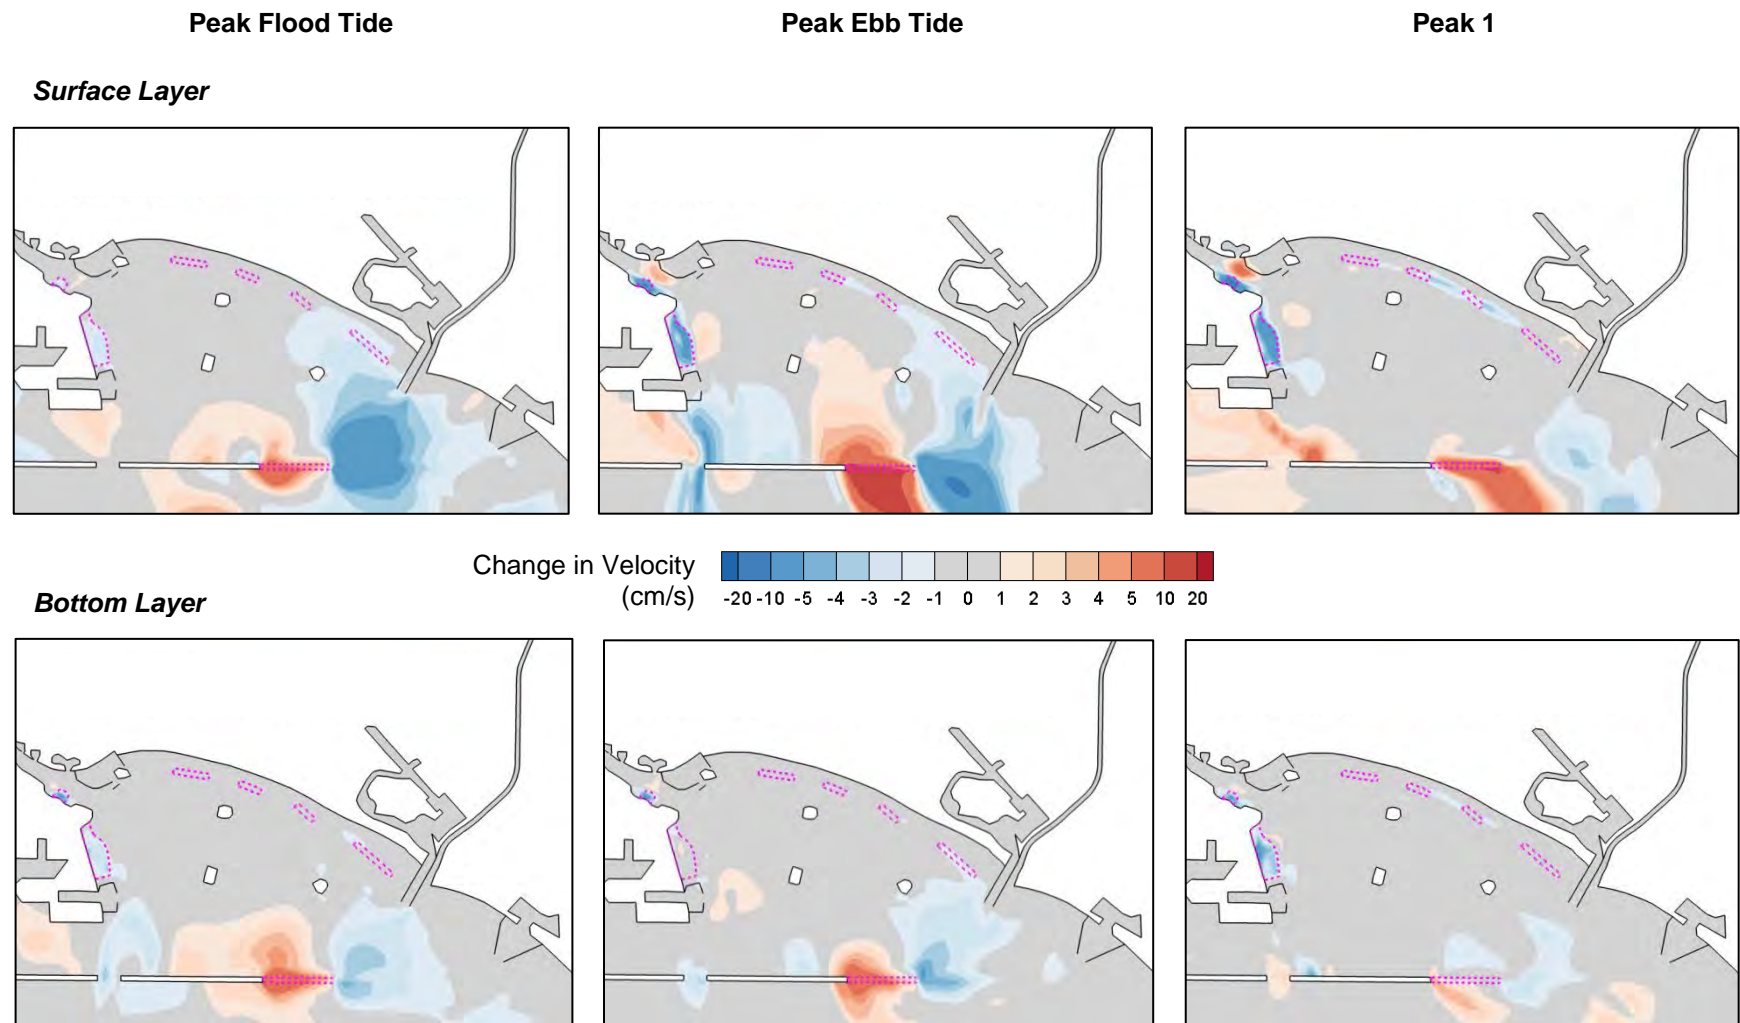 Peak Flood Tide Peak Ebb Tide Peak 1
Surface Layer
Change in Velocity
(cm/s)
-20 -10 -5 -4 -3 -2 -1 0 1 2 3 4 5 10 20
Bottom Layer